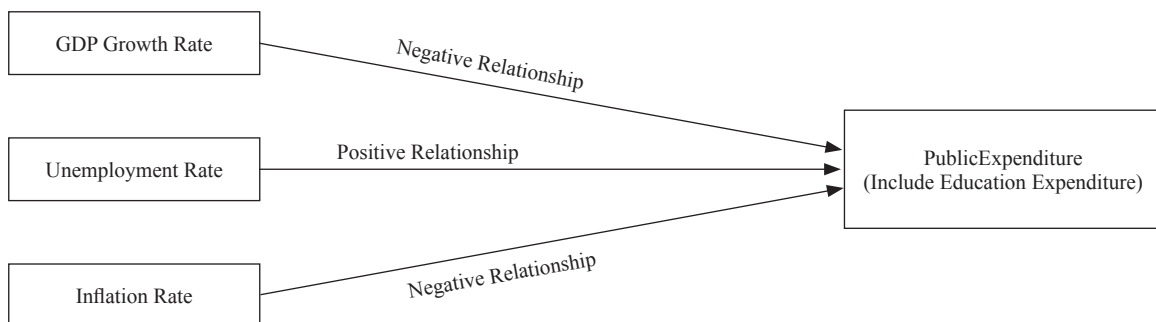 GDP Growth Rate
Negative Relationship
Unemployment Rate
Positive Relationship
PublicExpenditure
(Include Education Expenditure)
Inflation Rate
Negative Relationship